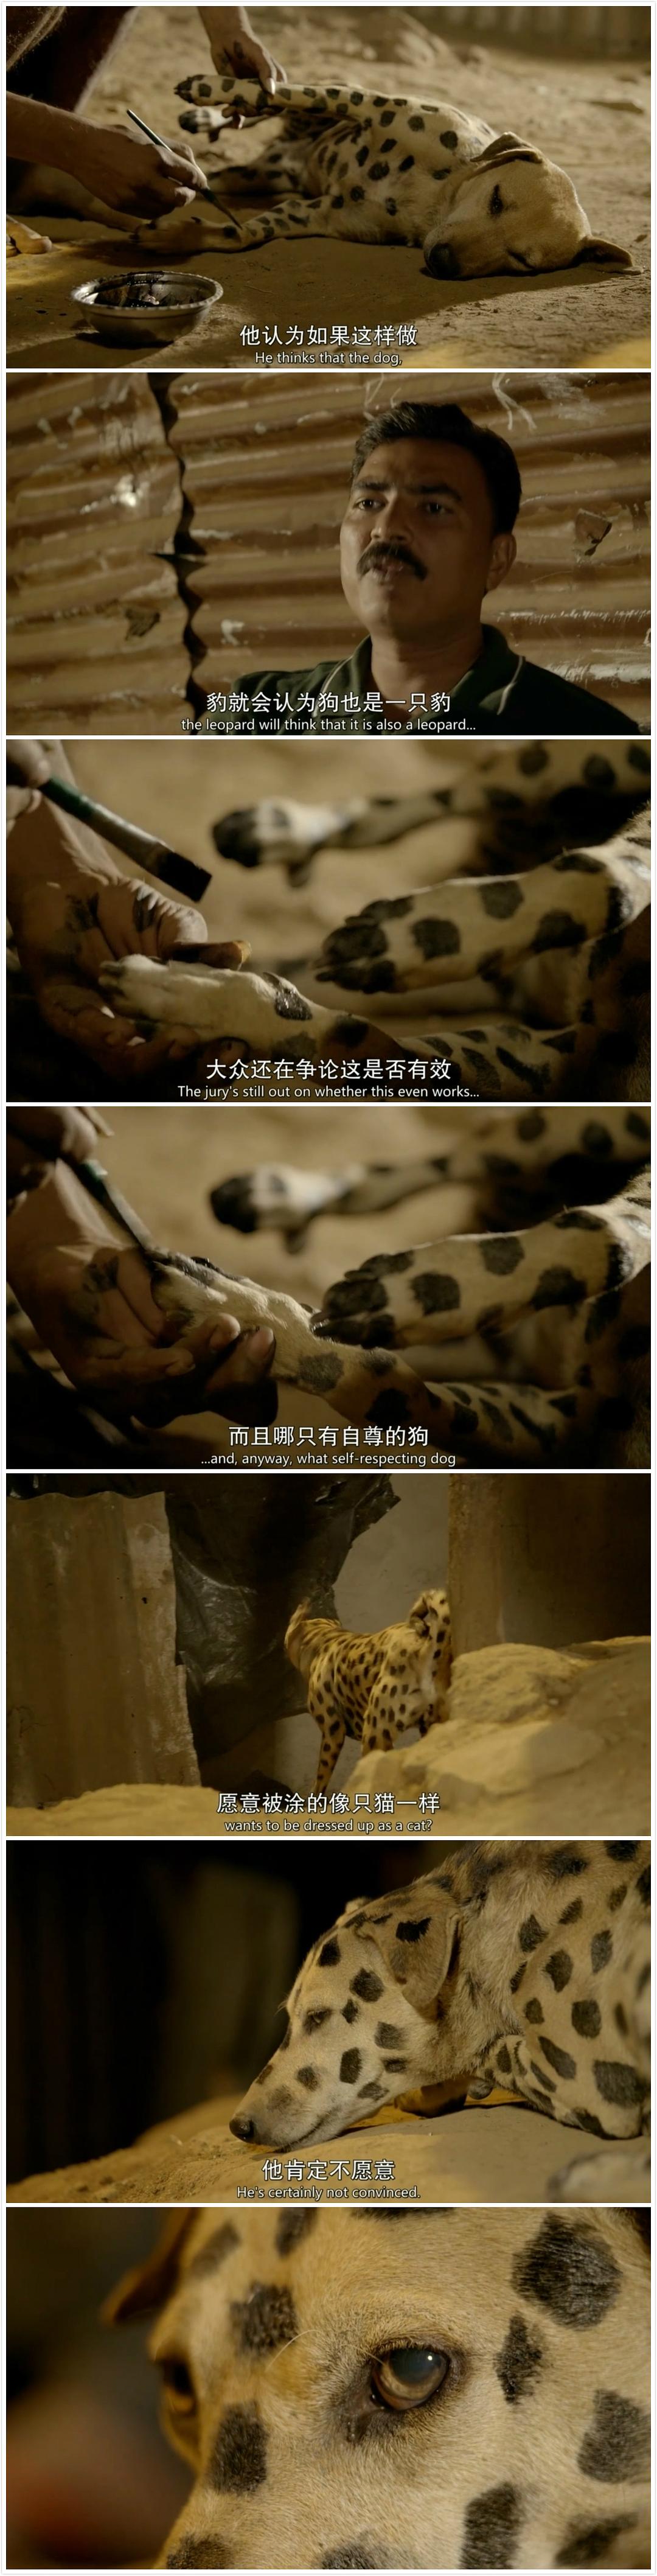 他认为如果这样做
He thinks that the dog,
豹就会认为狗也是一只豹
the leopard will think that it is also a leopard...
大众还在争论这是否有效
The jury's still out on whether this even works...
而且哪只有自尊的狗
...and, anyway, what self-respecting dog
愿意被涂的像只猫一样
wants to be dressed up as a cat?
他肯定不愿意
He's certainly not convinced.